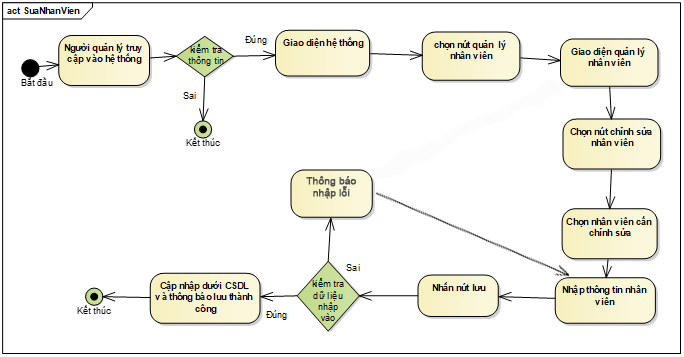 act SuaNhanVien
Người quản lý truy
cập vào hệ thống
Bắt đầu
kiểm tra
thông tin
Đúng
Sai
Kết thúc
Giao diện hệ thống
chọn nút quản lý
nhân viên
Giao diện quản lý
nhân viên
Chọn nút chỉnh sửa
nhân viên
Chọn nhân viên cần
chỉnh sửa
Nhập thông tin nhân
viên
Nhấn nút lưu
kiểm tra
dữ liệu
nhập
vào
Sai
Thông báo
nhập lỗi
Đúng
Cập nhập dưới CSDL
và thông báo lưu thành
công
Kết thúc